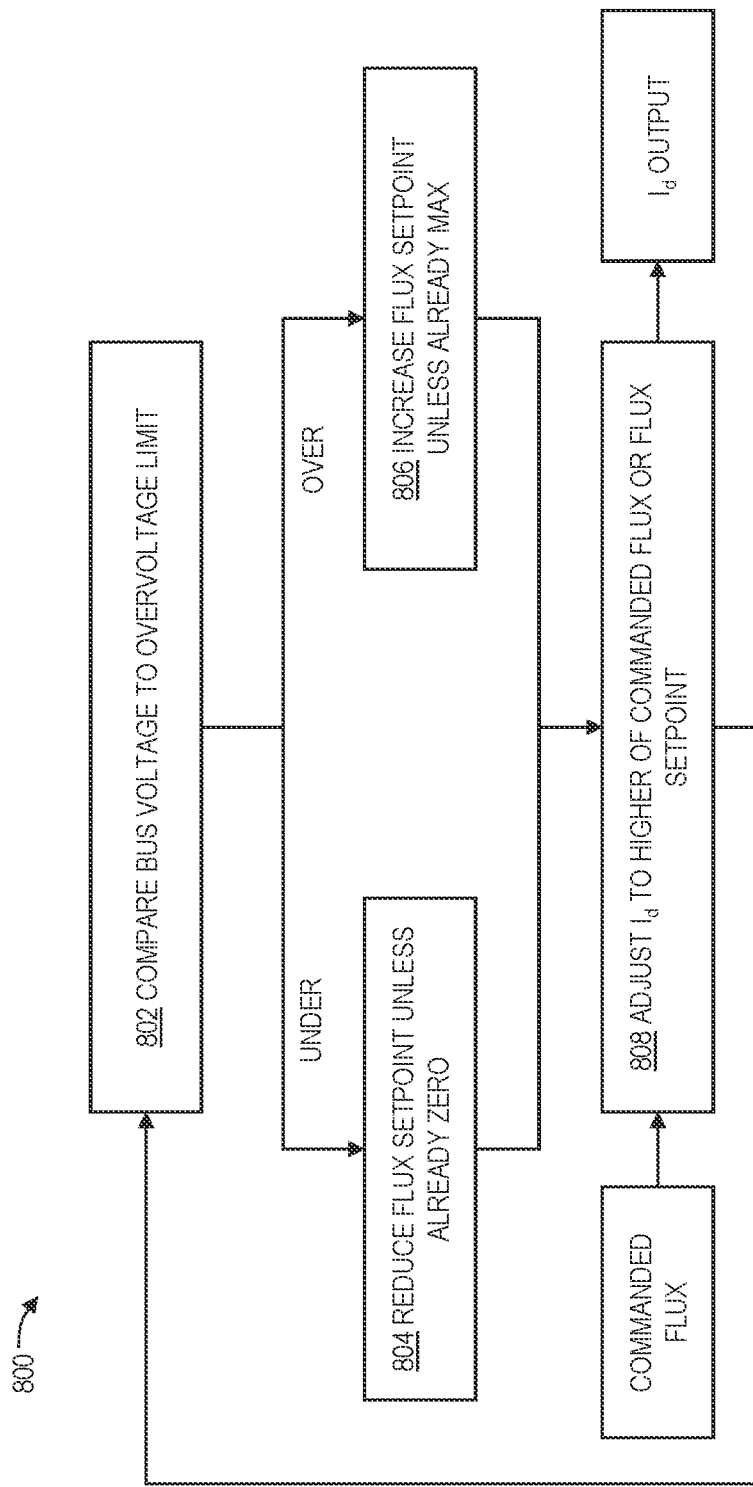 800
802 COMPARE BUS VOLTAGE TO OVERVOLTAGE LIMIT
UNDER
OVER
804 REDUCE FLUX SETPOINT UNLESS
ALREADY ZERO
806 INCREASE FLUX SETPOINT
UNLESS ALREADY MAX
COMMANDED
FLUX
808 ADJUST Id TO HIGHER OF COMMANDED FLUX OR FLUX
SETPOINT
Id OUTPUT